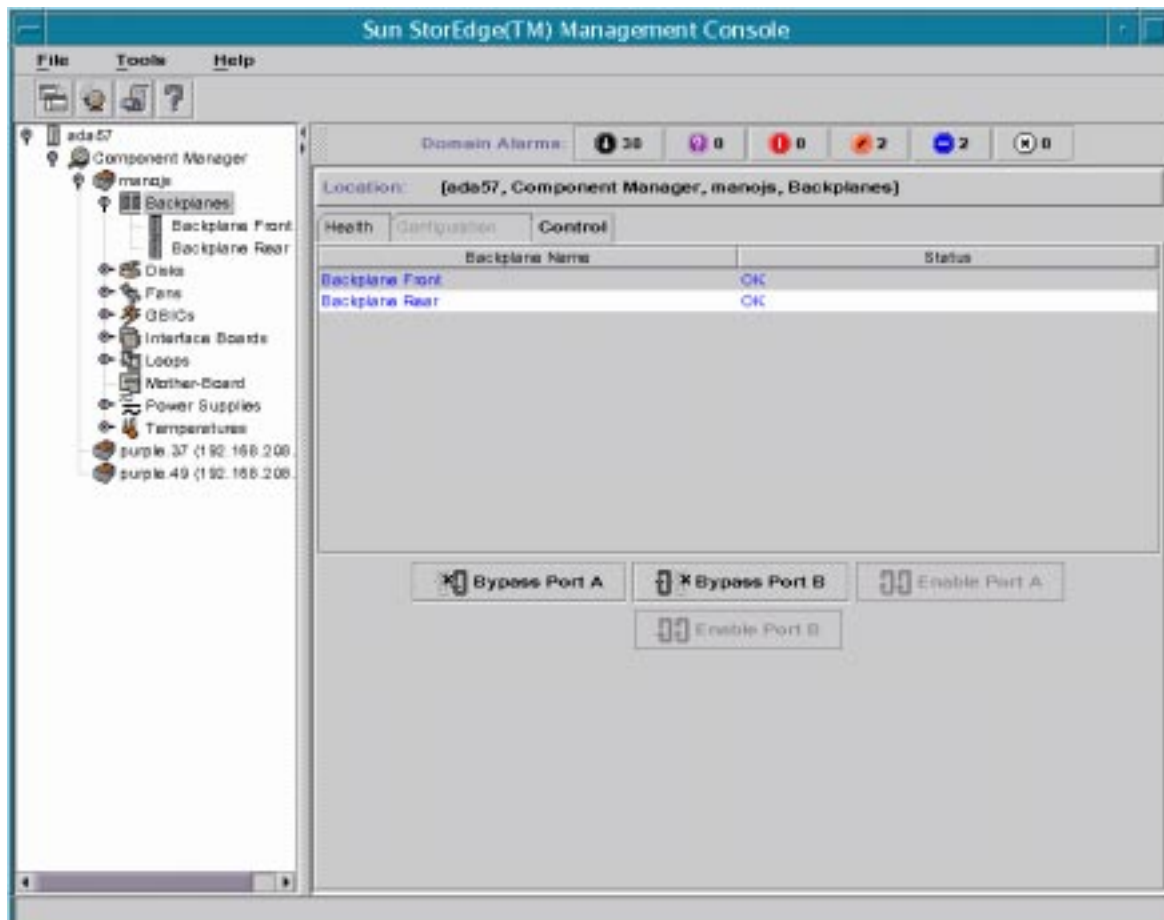 Sun StorEdge(TM) Management Console
File Tools Help
ada57
Component Manager
manojs
Backplanes
Backplane Front
Backplane Rear
Disks
Fans
GBICs
Interface Boards
Loops
Mother-Board
Power Supplies
Temperatures
purple.37 (192.168.208.
purple.49 (192.168.208.
Domain Alarms: 38 0 0 2 2 0
Location: [ada57, Component Manager, manojs, Backplanes]
Health Configuration Control
Backplane Name Status
Backplane Front OK
Backplane Rear OK
Bypass Port A Bypass Port B Enable Port A
Enable Port B